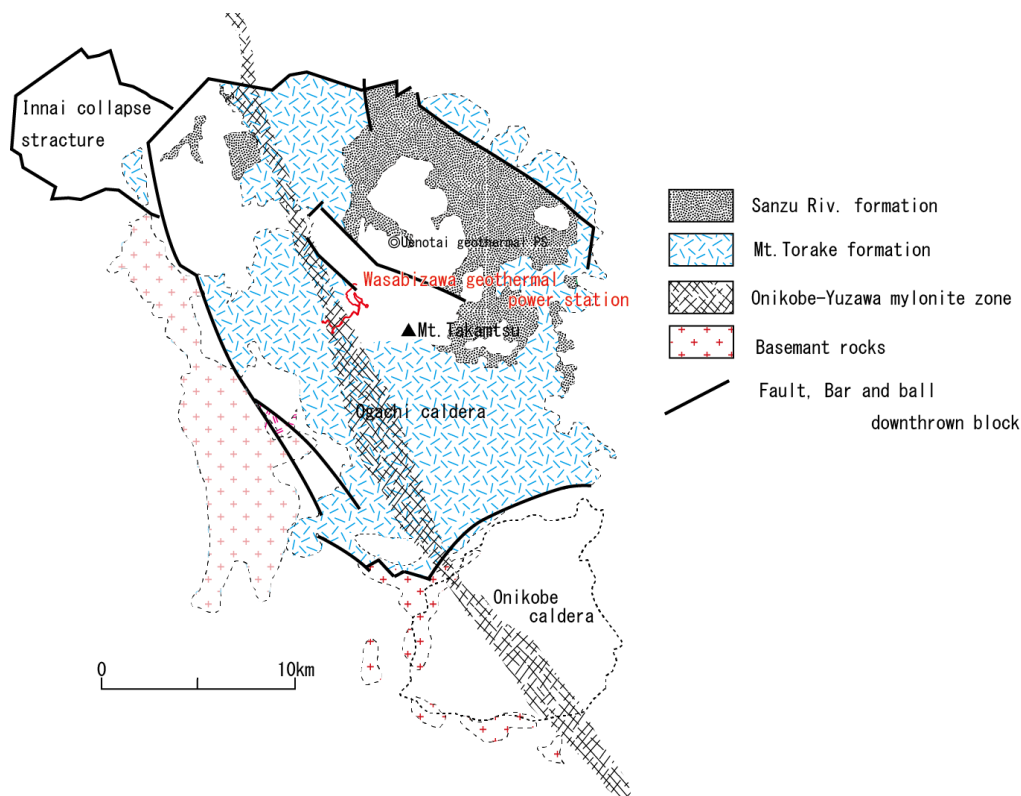 Innai collapse
stracture
◎Uenotai geothermal PS
Wasabizawa geothermal
power station
▲Mt.Takamtsu
Ogachi caldera
Onikobe
caldera
0 10km
Sanzu Riv. formation
Mt.Torake formation
Onikobe-Yuzawa mylonite zone
Basemant rocks
Fault, Bar and ball
downthrown block